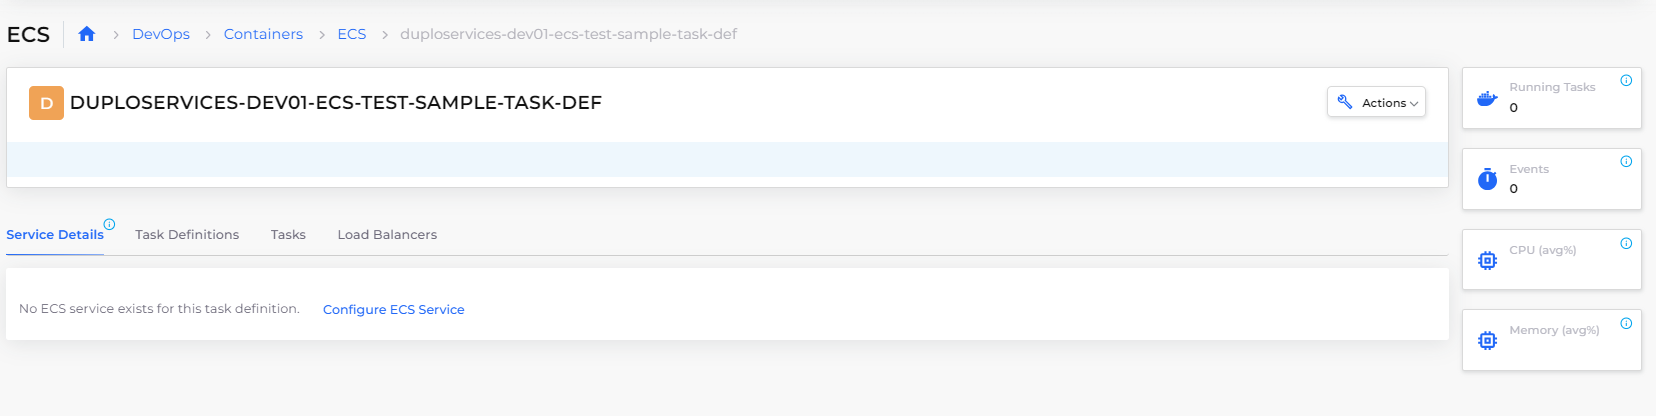 ECS
DevOps
Containers
ECS
duploservices-dev01-ecs-test-sample-task-def
D
DUPLOSERVICES-DEV01-ECS-TEST-SAMPLE-TASK-DEF
Actions
Service Details
Task Definitions
Tasks
Load Balancers
No ECS service exists for this task definition.
Configure ECS Service
Running Tasks
0
Events
0
CPU (avg%)
Memory (avg%)